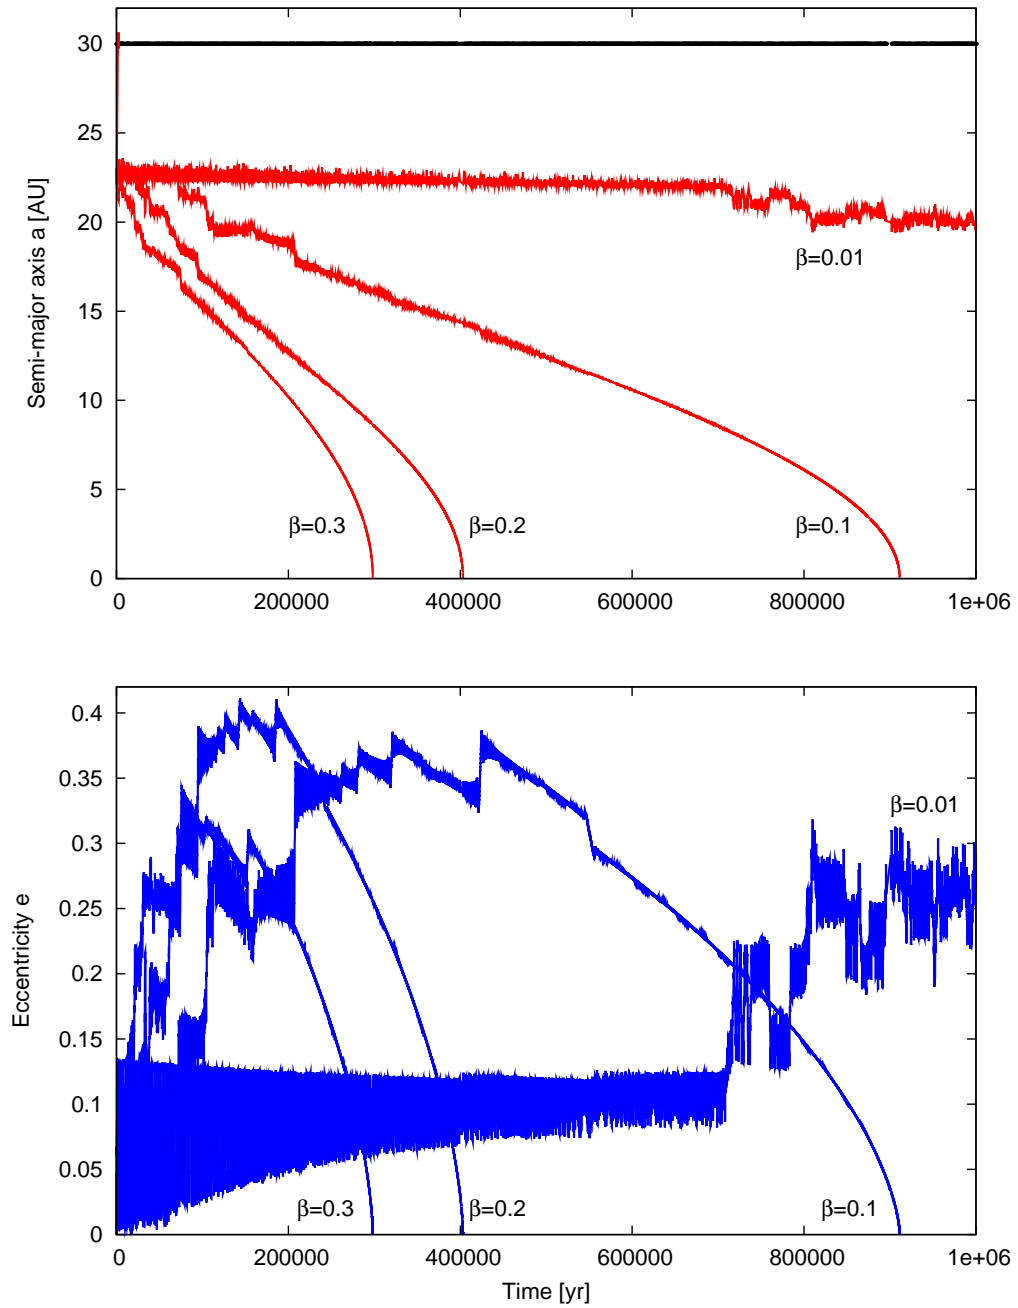 30
25
20
15
10
5
0
Semi-major axis a [AU]
β=0.01
β=0.3
β=0.2
β=0.1
0 200000 400000 600000 800000 1e+06
0.4
0.35
0.3
0.25
0.2
0.15
0.1
0.05
0
Eccentricity e
β=0.01
β=0.3
β=0.2
β=0.1
0 200000 400000 600000 800000 1e+06
Time [yr]